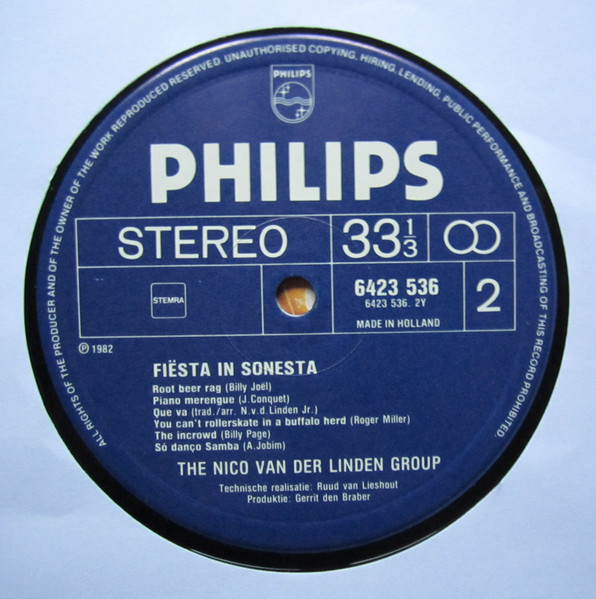 ALL RIGHTS OF THE PRODUCER AND OF THE OWNER OF THE WORK REPRODUCED RESERVED. UNAUTHORISED COPYING, HIRING, LENDING, PUBLIC PERFORMANCE AND BROADCASTING OF THIS RECORD PROHIBITED.
PHILIPS
PHILIPS
STEREO
33 1/3
STEMRA
6423 536
6423 536. 2Y
MADE IN HOLLAND
2
℗ 1982
FIËSTA IN SONESTA
Root beer rag (Billy Joël)
Piano merengue (J.Conquet)
Que va (trad./arr. N.v.d.Linden Jr.)
You can't rollerskate in a buffalo herd (Roger Miller)
The incrowd (Billy Page)
Só danço Samba (A.Jobim)
THE NICO VAN DER LINDEN GROUP
Technische realisatie: Ruud van Lieshout
Produktie: Gerrit den Braber